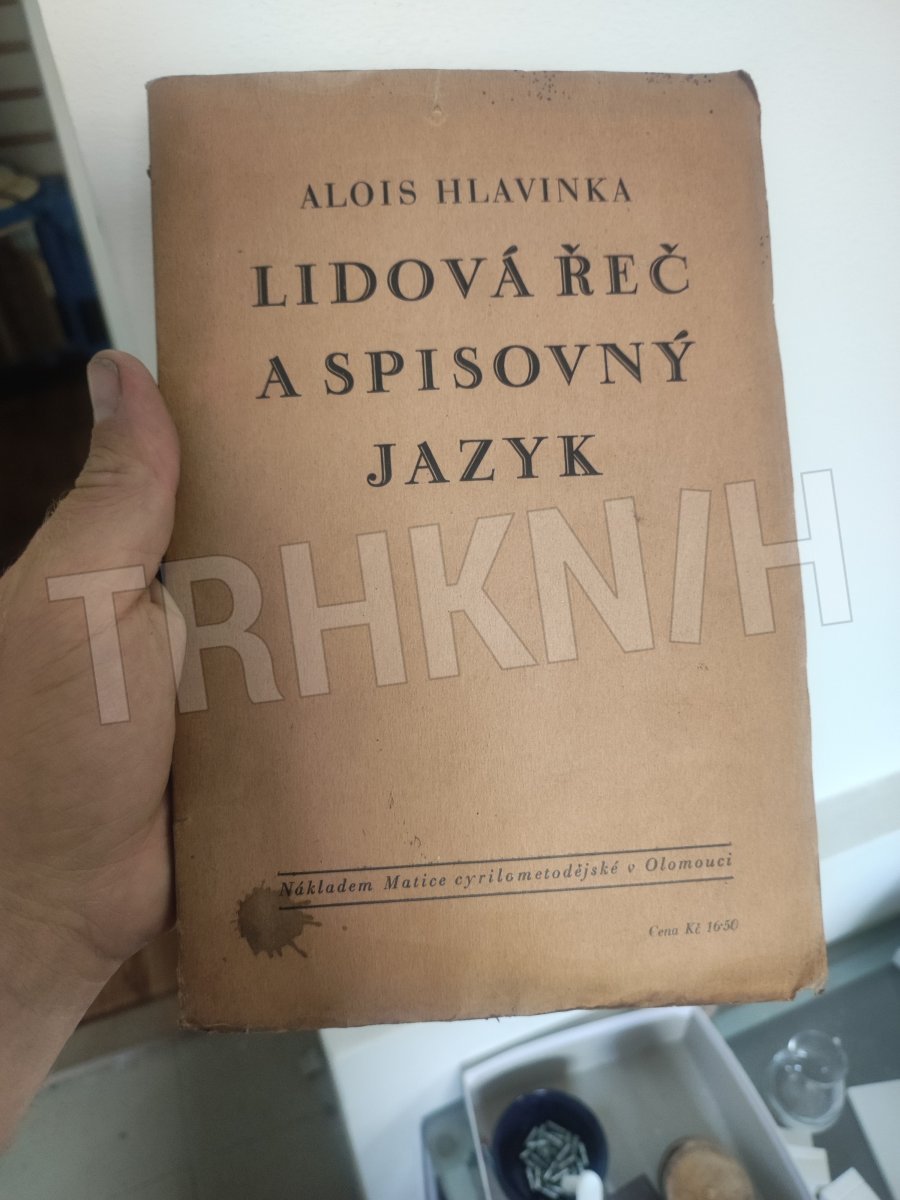 ALOIS HLAVINKA
LIDOVÁ ŘEČ
A SPISOVNÝ
JAZYK
TRHKNIH
Nákladem Matice cyrilometodějské v Olomouci
Cena Kč 16·50